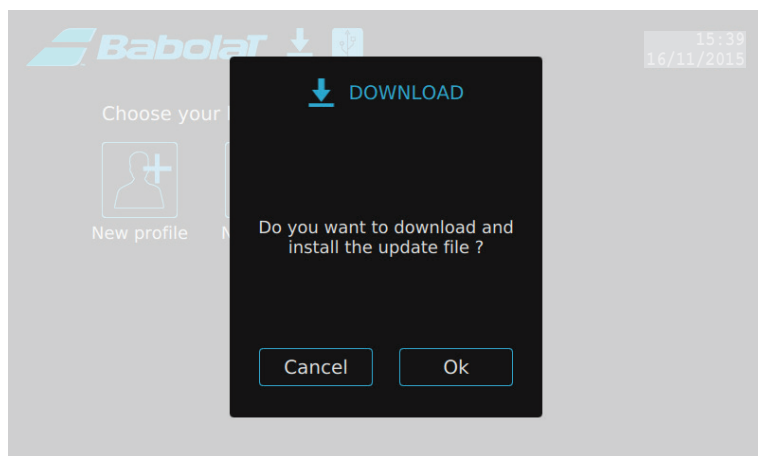 BabolaT
15:39
16/11/2015
DOWNLOAD
Choose your
Do you want to download and
install the update file ?
New profile N
Cancel Ok